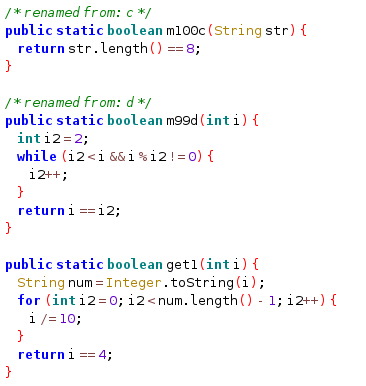 /* renamed from: c */
public static boolean m100c(String str) {
return str.length() == 8;
}
/* renamed from: d */
public static boolean m99d(int i) {
int i2 = 2;
while (i2 < i && i % i2 != 0) {
i2++;
}
return i == i2;
}
public static boolean get1(int i) {
String num = Integer.toString(i);
for (int i2 = 0; i2 < num.length() - 1; i2++) {
i /= 10;
}
return i == 4;
}